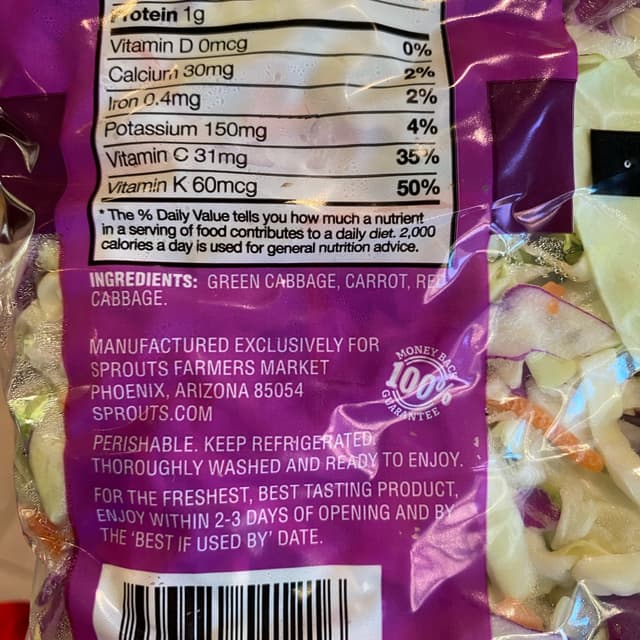 Protein 1g
Vitamin D 0mcg 0%
Calcium 30mg 2%
Iron 0.4mg 2%
Potassium 150mg 4%
Vitamin C 31mg 35%
Vitamin K 60mcg 50%
* The % Daily Value tells you how much a nutrient
in a serving of food contributes to a daily diet. 2,000
calories a day is used for general nutrition advice.
INGREDIENTS: GREEN CABBAGE, CARROT, RED
CABBAGE.
MANUFACTURED EXCLUSIVELY FOR
SPROUTS FARMERS MARKET
PHOENIX, ARIZONA 85054
SPROUTS.COM
MONEY BACK
100%
GUARANTEE
PERISHABLE. KEEP REFRIGERATED.
THOROUGHLY WASHED AND READY TO ENJOY.
FOR THE FRESHEST, BEST TASTING PRODUCT,
ENJOY WITHIN 2-3 DAYS OF OPENING AND BY
THE 'BEST IF USED BY' DATE.